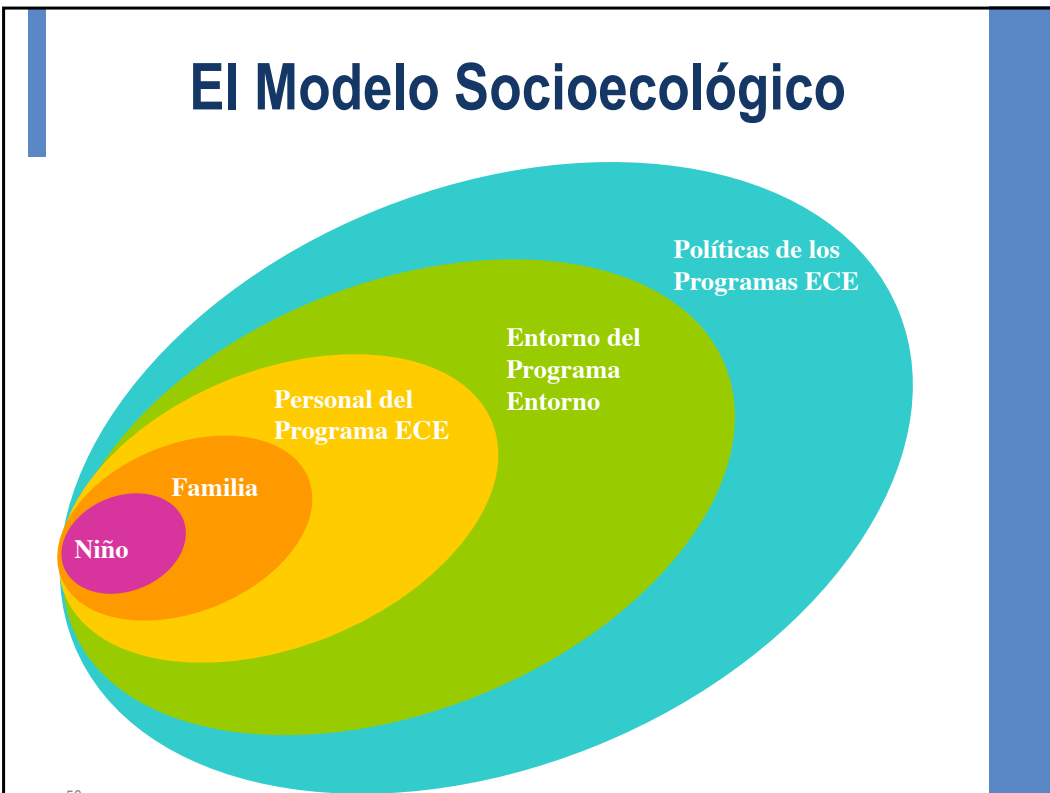 El Modelo Socioecológico
Políticas de los
Programas ECE
Entorno del
Programa
Entorno
Personal del
Programa ECE
Familia
Niño